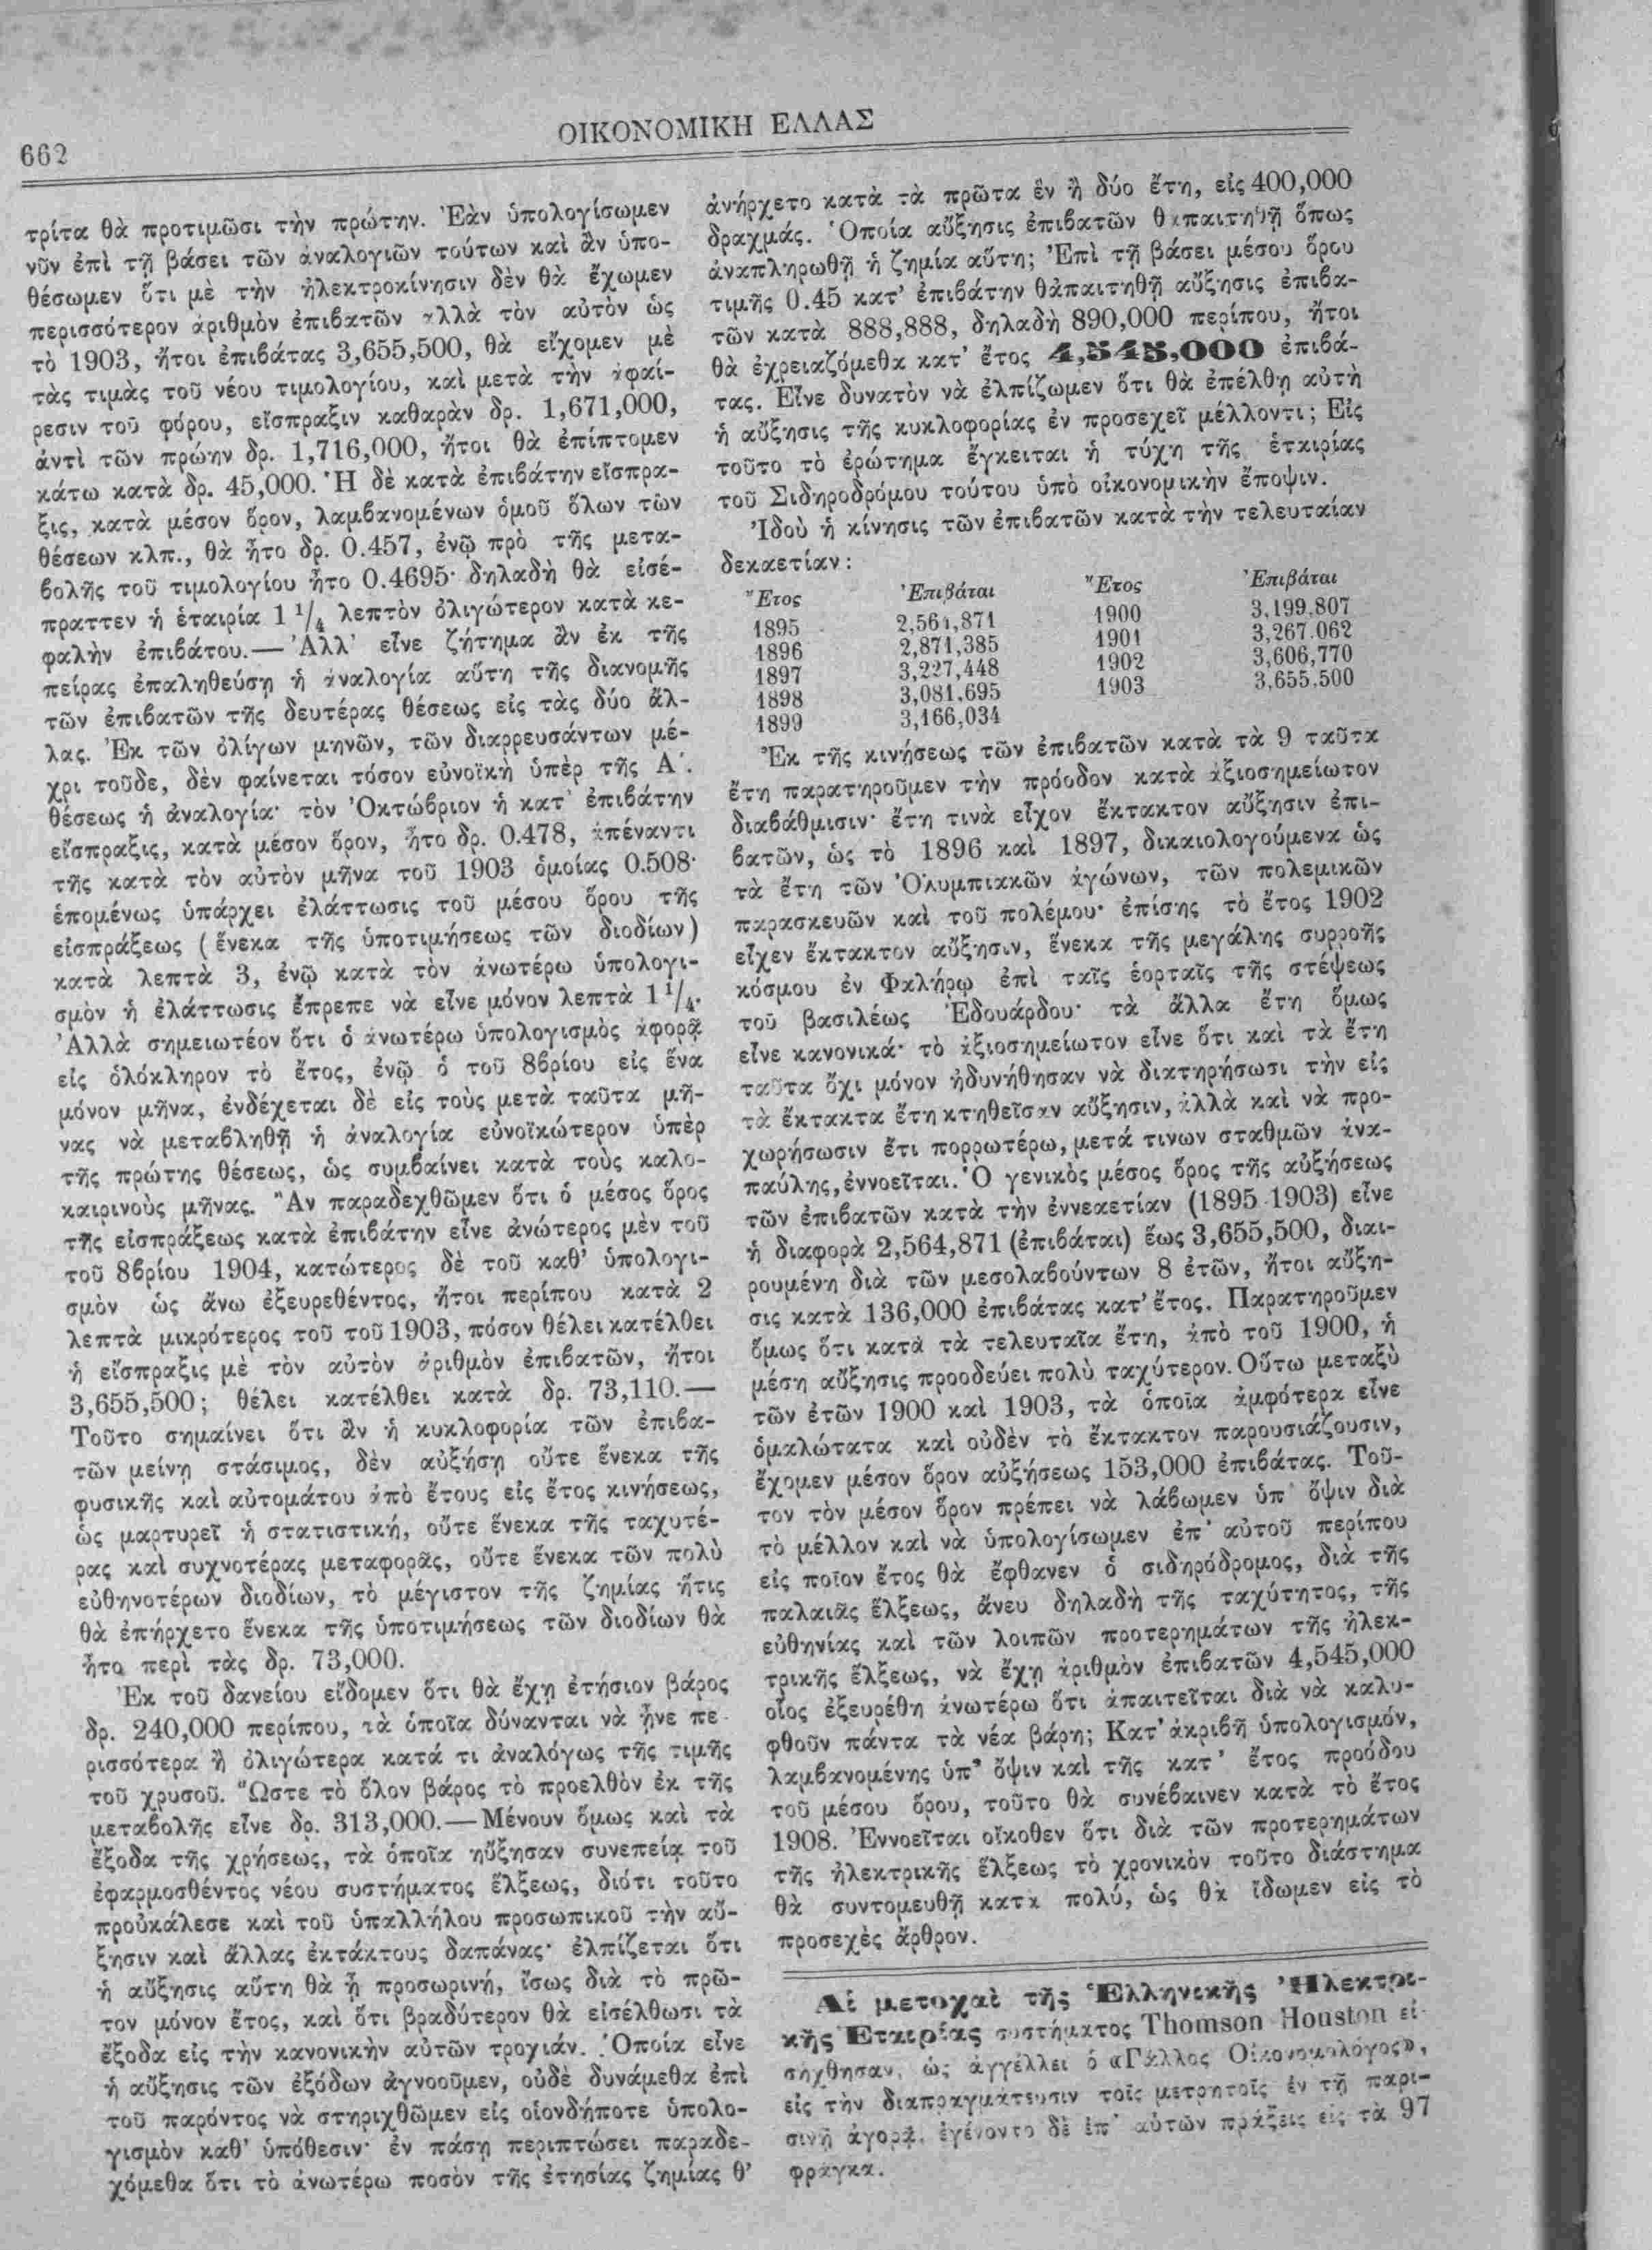 662
ΟΙΚΟΝΟΜΙΚΗ ΕΛΛΑΣ
τρίτα θὰ προτιμῶσι τὴν πρώτην. Ἐὰν ὑπολογίσωμεν
νῦν ἐπὶ τῇ βάσει τῶν ἀναλογιῶν τούτων καὶ ἂν ὑπο-
θέσωμεν ὅτι μὲ τὴν ἠλεκτροκίνησιν δὲν θὰ ἔχωμεν
περισσότερον ἀριθμὸν ἐπιβατῶν ἀλλὰ τὸν αὐτὸν ὡς
τὸ 1903, ἤτοι ἐπιβάτας 3,655,500, θὰ εἴχομεν μὲ
τὰς τιμὰς τοῦ νέου τιμολογίου, καὶ μετὰ τὴν ἀφαί-
ρεσιν τοῦ φόρου, εἴσπραξιν καθαρὰν δρ. 1,671,000,
ἀντὶ τῶν πρώην δρ. 1,716,000, ἤτοι θὰ ἐπίπτομεν
κάτω κατὰ δρ. 45,000. Ἡ δὲ κατὰ ἐπιβάτην εἴσπρα-
ξις, κατὰ μέσον ὅρον, λαμβανομένων ὁμοῦ ὅλων τῶν
θέσεων κλπ., θὰ ἦτο δρ. 0.457, ἐνῷ πρὸ τῆς μετα-
βολῆς τοῦ τιμολογίου ἦτο 0.4695· δηλαδὴ θὰ εἰσέ-
πραττεν ἡ ἑταιρία 1 1/4 λεπτὸν ὀλιγώτερον κατὰ κε-
φαλὴν ἐπιβάτου.— Ἀλλ' εἶνε ζήτημα ἂν ἐκ τῆς
πείρας ἐπαληθεύσῃ ἡ ἀναλογία αὕτη τῆς διανομῆς
τῶν ἐπιβατῶν τῆς δευτέρας θέσεως εἰς τὰς δύο ἄλ-
λας. Ἐκ τῶν ὀλίγων μηνῶν, τῶν διαρρευσάντων μέ-
χρι τοῦδε, δὲν φαίνεται τόσον εὐνοϊκὴ ὑπὲρ τῆς Α΄.
θέσεως ἡ ἀναλογία· τὸν Ὀκτώβριον ἡ κατ' ἐπιβάτην
εἴσπραξις, κατὰ μέσον ὅρον, ἦτο δρ. 0.478, ἀπέναντι
τῆς κατὰ τὸν αὐτὸν μῆνα τοῦ 1903 ὁμοίας 0.508·
ἑπομένως ὑπάρχει ἐλάττωσις τοῦ μέσου ὅρου τῆς
εἰσπράξεως (ἕνεκα τῆς ὑποτιμήσεως τῶν διοδίων)
κατὰ λεπτὰ 3, ἐνῷ κατὰ τὸν ἀνωτέρω ὑπολογι-
σμὸν ἡ ἐλάττωσις ἔπρεπε νὰ εἶνε μόνον λεπτὰ 1 1/4.
Ἀλλὰ σημειωτέον ὅτι ὁ ἀνωτέρω ὑπολογισμὸς ἀφορᾷ
εἰς ὁλόκληρον τὸ ἔτος, ἐνῷ ὁ τοῦ 8βρίου εἰς ἕνα
μόνον μῆνα, ἐνδέχεται δὲ εἰς τοὺς μετὰ ταῦτα μῆ-
νας νὰ μεταβληθῇ ἡ ἀναλογία εὐνοϊκώτερον ὑπὲρ
τῆς πρώτης θέσεως, ὡς συμβαίνει κατὰ τοὺς καλο-
καιρινοὺς μῆνας. Ἂν παραδεχθῶμεν ὅτι ὁ μέσος ὅρος
τῆς εἰσπράξεως κατὰ ἐπιβάτην εἶνε ἀνώτερος μὲν τοῦ
τοῦ 8βρίου 1904, κατώτερος δὲ τοῦ καθ' ὑπολογι-
σμὸν ὡς ἄνω ἐξευρεθέντος, ἤτοι περίπου κατὰ 2
λεπτὰ μικρότερος τοῦ τοῦ 1903, πόσον θέλει κατέλθει
ἡ εἴσπραξις μὲ τὸν αὐτὸν ἀριθμὸν ἐπιβατῶν, ἤτοι
3,655,500; θέλει κατέλθει κατὰ δρ. 73,110.—
Τοῦτο σημαίνει ὅτι ἂν ἡ κυκλοφορία τῶν ἐπιβα-
τῶν μείνῃ στάσιμος, δὲν αὐξήσῃ οὔτε ἕνεκα τῆς
φυσικῆς καὶ αὐτομάτου ἀπὸ ἔτους εἰς ἔτος κινήσεως,
ὡς μαρτυρεῖ ἡ στατιστική, οὔτε ἕνεκα τῆς ταχυτέ-
ρας καὶ συχνοτέρας μεταφορᾶς, οὔτε ἕνεκα τῶν πολὺ
εὐθηνοτέρων διοδίων, τὸ μέγιστον τῆς ζημίας ἥτις
θὰ ἐπήρχετο ἕνεκα τῆς ὑποτιμήσεως τῶν διοδίων θὰ
ἦτο περὶ τὰς δρ. 73,000.
Ἐκ τοῦ δανείου εἴδομεν ὅτι θὰ ἔχῃ ἐτήσιον βάρος
δρ. 240,000 περίπου, τὰ ὁποῖα δύνανται νὰ ἦνε πε-
ρισσότερα ἢ ὀλιγώτερα κατά τι ἀναλόγως τῆς τιμῆς
τοῦ χρυσοῦ. Ὥστε τὸ ὅλον βάρος τὸ προελθὸν ἐκ τῆς
μεταβολῆς εἶνε δρ. 313,000.— Μένουν ὅμως καὶ τὰ
ἔξοδα τῆς χρήσεως, τὰ ὁποῖα ηὔξησαν συνεπείᾳ τοῦ
ἐφαρμοσθέντος νέου συστήματος ἕλξεως, διότι τοῦτο
προὐκάλεσε καὶ τοῦ ὑπαλλήλου προσωπικοῦ τὴν αὔ-
ξησιν καὶ ἄλλας ἐκτάκτους δαπάνας· ἐλπίζεται ὅτι
ἡ αὔξησις αὕτη θὰ ᾖ προσωρινή, ἴσως διὰ τὸ πρῶ-
τον μόνον ἔτος, καὶ ὅτι βραδύτερον θὰ εἰσέλθωσι τὰ
ἔξοδα εἰς τὴν κανονικὴν αὐτῶν τροχιάν. Ὁποία εἶνε
ἡ αὔξησις τῶν ἐξόδων ἀγνοοῦμεν, οὐδὲ δυνάμεθα ἐπὶ
τοῦ παρόντος νὰ στηριχθῶμεν εἰς οἱονδήποτε ὑπολο-
γισμὸν καθ' ὑπόθεσιν· ἐν πάσῃ περιπτώσει παραδε-
χόμεθα ὅτι τὸ ἀνωτέρω ποσὸν τῆς ἐτησίας ζημίας θ'
ἀνήρχετο κατὰ τὰ πρῶτα ἓν ἢ δύο ἔτη, εἰς 400,000
δραχμάς. Ὁποία αὔξησις ἐπιβατῶν θἀπαιτηθῇ ὅπως
ἀναπληρωθῇ ἡ ζημία αὕτη; Ἐπὶ τῇ βάσει μέσου ὅρου
τιμῆς 0.45 κατ' ἐπιβάτην θἀπαιτηθῇ αὔξησις ἐπιβα-
τῶν κατὰ 888,888, δηλαδὴ 890,000 περίπου, ἤτοι
θὰ ἐχρειαζόμεθα κατ' ἔτος 4,545,000 ἐπιβά-
τας. Εἶνε δυνατὸν νὰ ἐλπίζωμεν ὅτι θὰ ἐπέλθῃ αὐτὴ
ἡ αὔξησις τῆς κυκλοφορίας ἐν προσεχεῖ μέλλοντι; Εἰς
τοῦτο τὸ ἐρώτημα ἔγκειται ἡ τύχη τῆς ἑταιρίας
τοῦ Σιδηροδρόμου τούτου ὑπὸ οἰκονομικὴν ἔποψιν.
Ἰδοὺ ἡ κίνησις τῶν ἐπιβατῶν κατὰ τὴν τελευταίαν
δεκαετίαν:
Ἔτος Ἐπιβάται Ἔτος Ἐπιβάται
1895 2,564,871 1900 3,199,807
1896 2,871,385 1901 3,267.062
1897 3,227,448 1902 3,606,770
1898 3,081.695 1903 3,655.500
1899 3,166,034
Ἐκ τῆς κινήσεως τῶν ἐπιβατῶν κατὰ τὰ 9 ταῦτα
ἔτη παρατηροῦμεν τὴν πρόοδον κατὰ ἀξιοσημείωτον
διαβάθμισιν· ἔτη τινὰ εἶχον ἔκτακτον αὔξησιν ἐπι-
βατῶν, ὡς τὸ 1896 καὶ 1897, δικαιολογούμενα ὡς
τὰ ἔτη τῶν Ὀλυμπιακῶν ἀγώνων, τῶν πολεμικῶν
παρασκευῶν καὶ τοῦ πολέμου· ἐπίσης τὸ ἔτος 1902
εἶχεν ἔκτακτον αὔξησιν, ἕνεκα τῆς μεγάλης συρροῆς
κόσμου ἐν Φαλήρῳ ἐπὶ ταῖς ἑορταῖς τῆς στέψεως
τοῦ βασιλέως Ἐδουάρδου· τὰ ἄλλα ἔτη ὅμως
εἶνε κανονικά· τὸ ἀξιοσημείωτον εἶνε ὅτι καὶ τὰ ἔτη
ταῦτα ὄχι μόνον ἠδυνήθησαν νὰ διατηρήσωσι τὴν εἰς
τὰ ἔκτακτα ἔτη κτηθεῖσαν αὔξησιν, ἀλλὰ καὶ νὰ προ-
χωρήσωσιν ἔτι πορρωτέρω, μετά τινων σταθμῶν ἀνα-
παύλης, ἐννοεῖται. Ὁ γενικὸς μέσος ὅρος τῆς αὐξήσεως
τῶν ἐπιβατῶν κατὰ τὴν ἐννεαετίαν (1895 1903) εἶνε
ἡ διαφορὰ 2,564,871 (ἐπιβάται) ἕως 3,655,500, διαι-
ρουμένη διὰ τῶν μεσολαβούντων 8 ἐτῶν, ἤτοι αὔξη-
σις κατὰ 136,000 ἐπιβάτας κατ' ἔτος. Παρατηροῦμεν
ὅμως ὅτι κατὰ τὰ τελευταῖα ἔτη, ἀπὸ τοῦ 1900, ἡ
μέση αὔξησις προοδεύει πολὺ ταχύτερον. Οὕτω μεταξὺ
τῶν ἐτῶν 1900 καὶ 1903, τὰ ὁποῖα ἀμφότερα εἶνε
ὁμαλώτατα καὶ οὐδὲν τὸ ἔκτακτον παρουσιάζουσιν,
ἔχομεν μέσον ὅρον αὐξήσεως 153,000 ἐπιβάτας. Τοῦ-
τον τὸν μέσον ὅρον πρέπει νὰ λάβωμεν ὑπ' ὄψιν διὰ
τὸ μέλλον καὶ νὰ ὑπολογίσωμεν ἐπ' αὐτοῦ περίπου
εἰς ποῖον ἔτος θὰ ἔφθανεν ὁ σιδηρόδρομος, διὰ τῆς
παλαιᾶς ἕλξεως, ἄνευ δηλαδὴ τῆς ταχύτητος, τῆς
εὐθηνίας καὶ τῶν λοιπῶν προτερημάτων τῆς ἠλεκ-
τρικῆς ἕλξεως, νὰ ἔχῃ ἀριθμὸν ἐπιβατῶν 4,545,000
οἷος ἐξευρέθη ἀνωτέρω ὅτι ἀπαιτεῖται διὰ νὰ καλυ-
φθοῦν πάντα τὰ νέα βάρη; Κατ' ἀκριβῆ ὑπολογισμόν,
λαμβανομένης ὑπ' ὄψιν καὶ τῆς κατ' ἔτος προόδου
τοῦ μέσου ὅρου, τοῦτο θὰ συνέβαινεν κατὰ τὸ ἔτος
1908. Ἐννοεῖται οἴκοθεν ὅτι διὰ τῶν προτερημάτων
τῆς ἠλεκτρικῆς ἕλξεως τὸ χρονικὸν τοῦτο διάστημα
θὰ συντομευθῇ κατὰ πολύ, ὡς θὰ ἴδωμεν εἰς τὸ
προσεχὲς ἄρθρον.
Αἱ μετοχαὶ τῆς Ἑλληνικῆς Ἠλεκτρι-
κῆς Ἑταιρίας συστήματος Thomson Houston εἰ-
σήχθησαν, ὡς ἀγγέλλει ὁ «Γάλλος Οἰκονομολόγος»,
εἰς τὴν διαπραγμάτευσιν τοῖς μετρητοῖς ἐν τῇ παρι-
σινῇ ἀγορᾷ, ἐγένοντο δὲ ἐπ' αὐτῶν πράξεις εἰς τὰ 97
φράγκα.